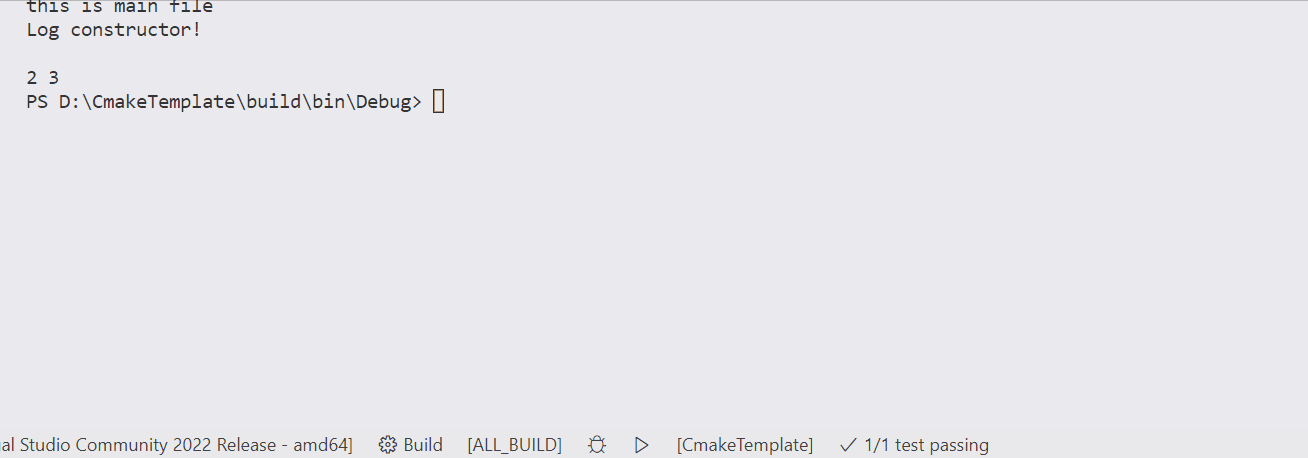 this is main file
Log constructor!
2 3
PS D:\CmakeTemplate\build\bin\Debug>
al Studio Community 2022 Release - amd64] Build [ALL_BUILD] [CmakeTemplate] 1/1 test passing